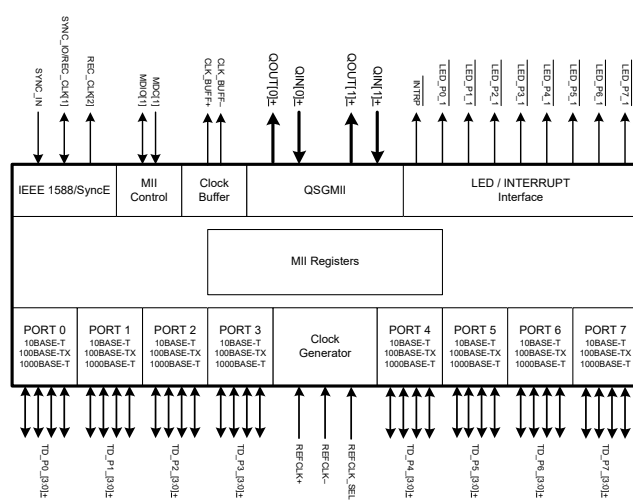 SYNC_IN
SYNC_IO/REC_CLK[1]
REC_CLK[2]
MDIO[1]
MDC[1]
CLK_BUFF+
CLK_BUFF-
QOUT[0]±
QIN[0]±
QOUT[1]±
QIN[1]±
INTRP
LED_P0_1
LED_P1_1
LED_P2_1
LED_P3_1
LED_P4_1
LED_P5_1
LED_P6_1
LED_P7_1
IEEE 1588/SyncE
MII
Control
Clock
Buffer
QSGMII
LED / INTERRUPT
Interface
MII Registers
PORT 0
10BASE-T
100BASE-TX
1000BASE-T
PORT 1
10BASE-T
100BASE-TX
1000BASE-T
PORT 2
10BASE-T
100BASE-TX
1000BASE-T
PORT 3
10BASE-T
100BASE-TX
1000BASE-T
Clock
Generator
PORT 4
10BASE-T
100BASE-TX
1000BASE-T
PORT 5
10BASE-T
100BASE-TX
1000BASE-T
PORT 6
10BASE-T
100BASE-TX
1000BASE-T
PORT 7
10BASE-T
100BASE-TX
1000BASE-T
TD_P0_[3:0]±
TD_P1_[3:0]±
TD_P2_[3:0]±
TD_P3_[3:0]±
REFCLK+
REFCLK–
REFCLK_SEL
TD_P4_[3:0]±
TD_P5_[3:0]±
TD_P6_[3:0]±
TD_P7_[3:0]±